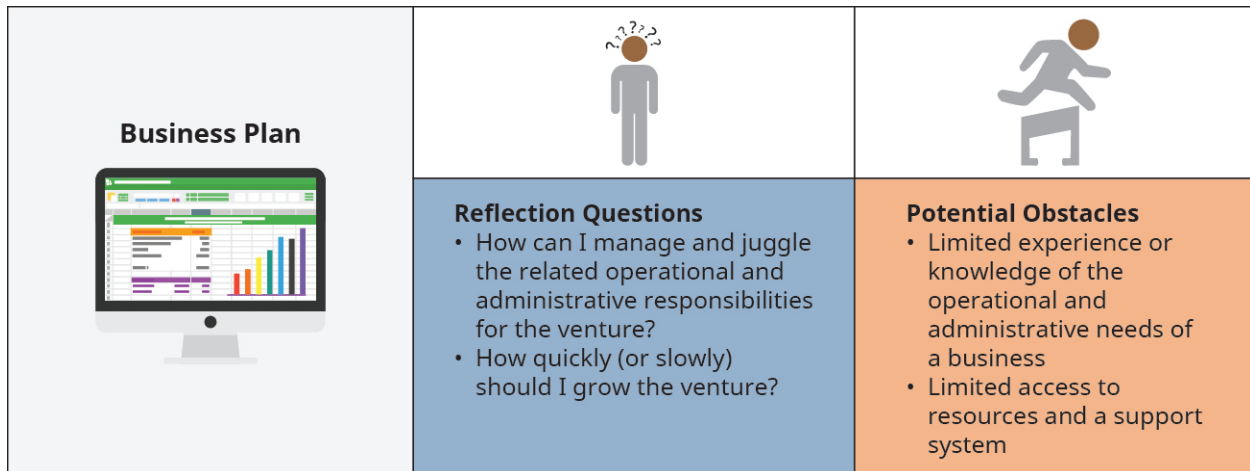 Business Plan
Reflection Questions
• How can I manage and juggle
the related operational and
administrative responsibilities
for the venture?
• How quickly (or slowly)
should I grow the venture?
Potential Obstacles
• Limited experience or
knowledge of the
operational and
administrative needs of
a business
• Limited access to
resources and a support
system